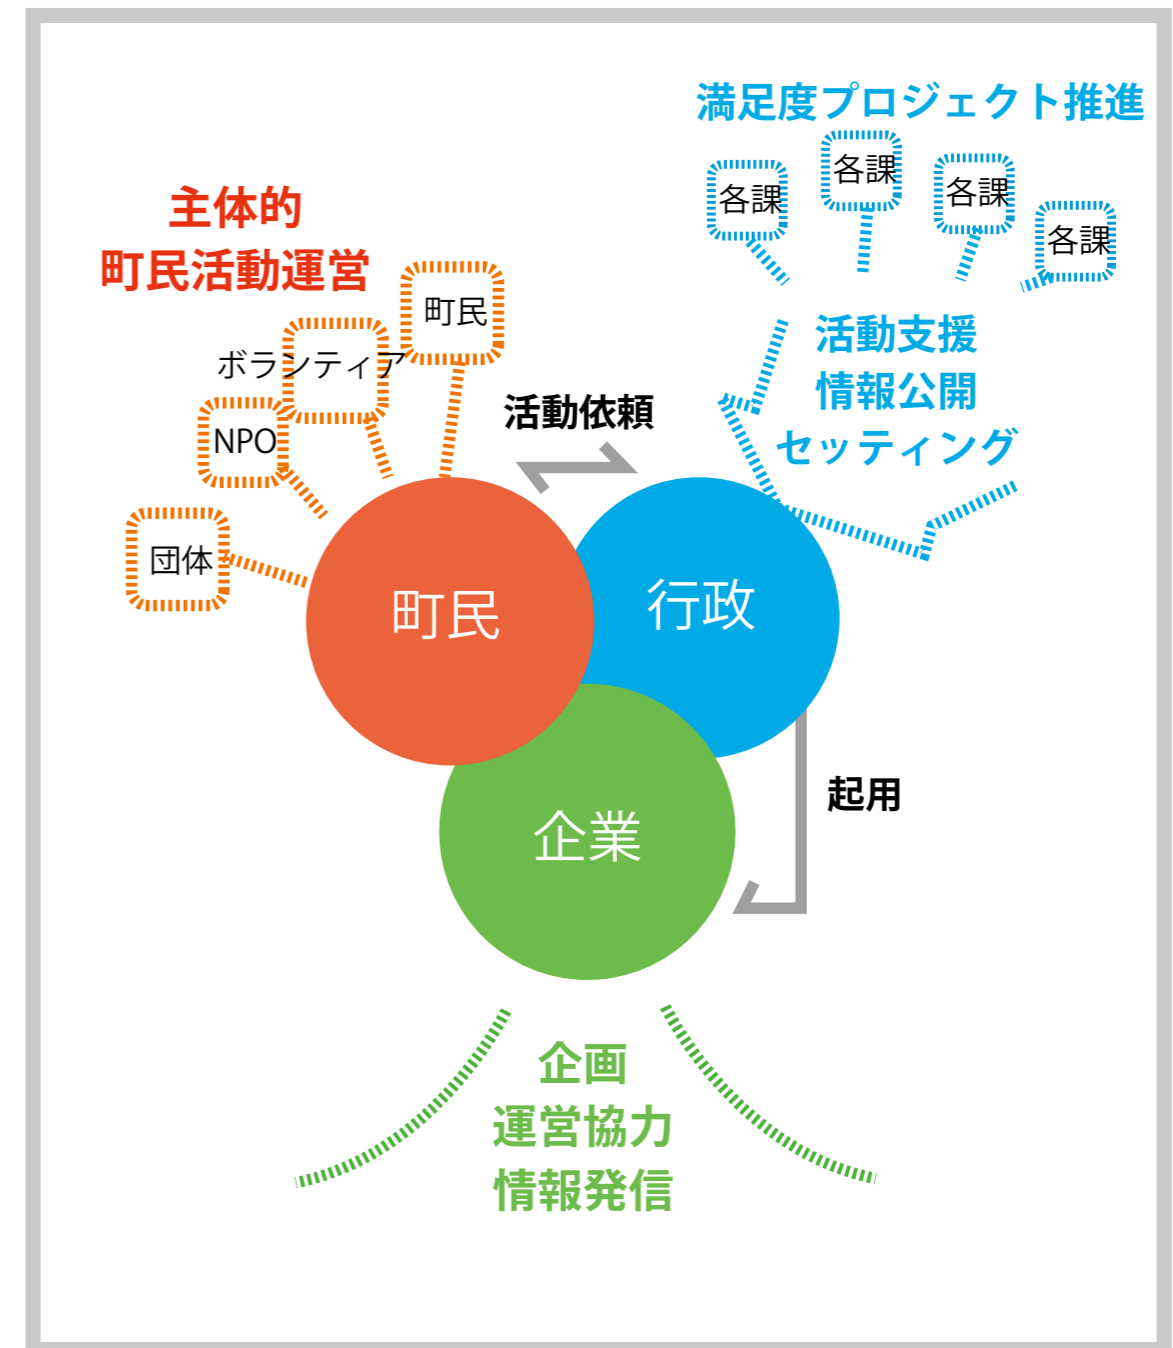 満足度プロジェクト推進
各課
各課
各課
各課
主体的
町民活動運営
町民
ボランティア
NPO
団体
活動依頼
活動支援
情報公開
セッティング
町民
行政
企業
起用
企画
運営協力
情報発信